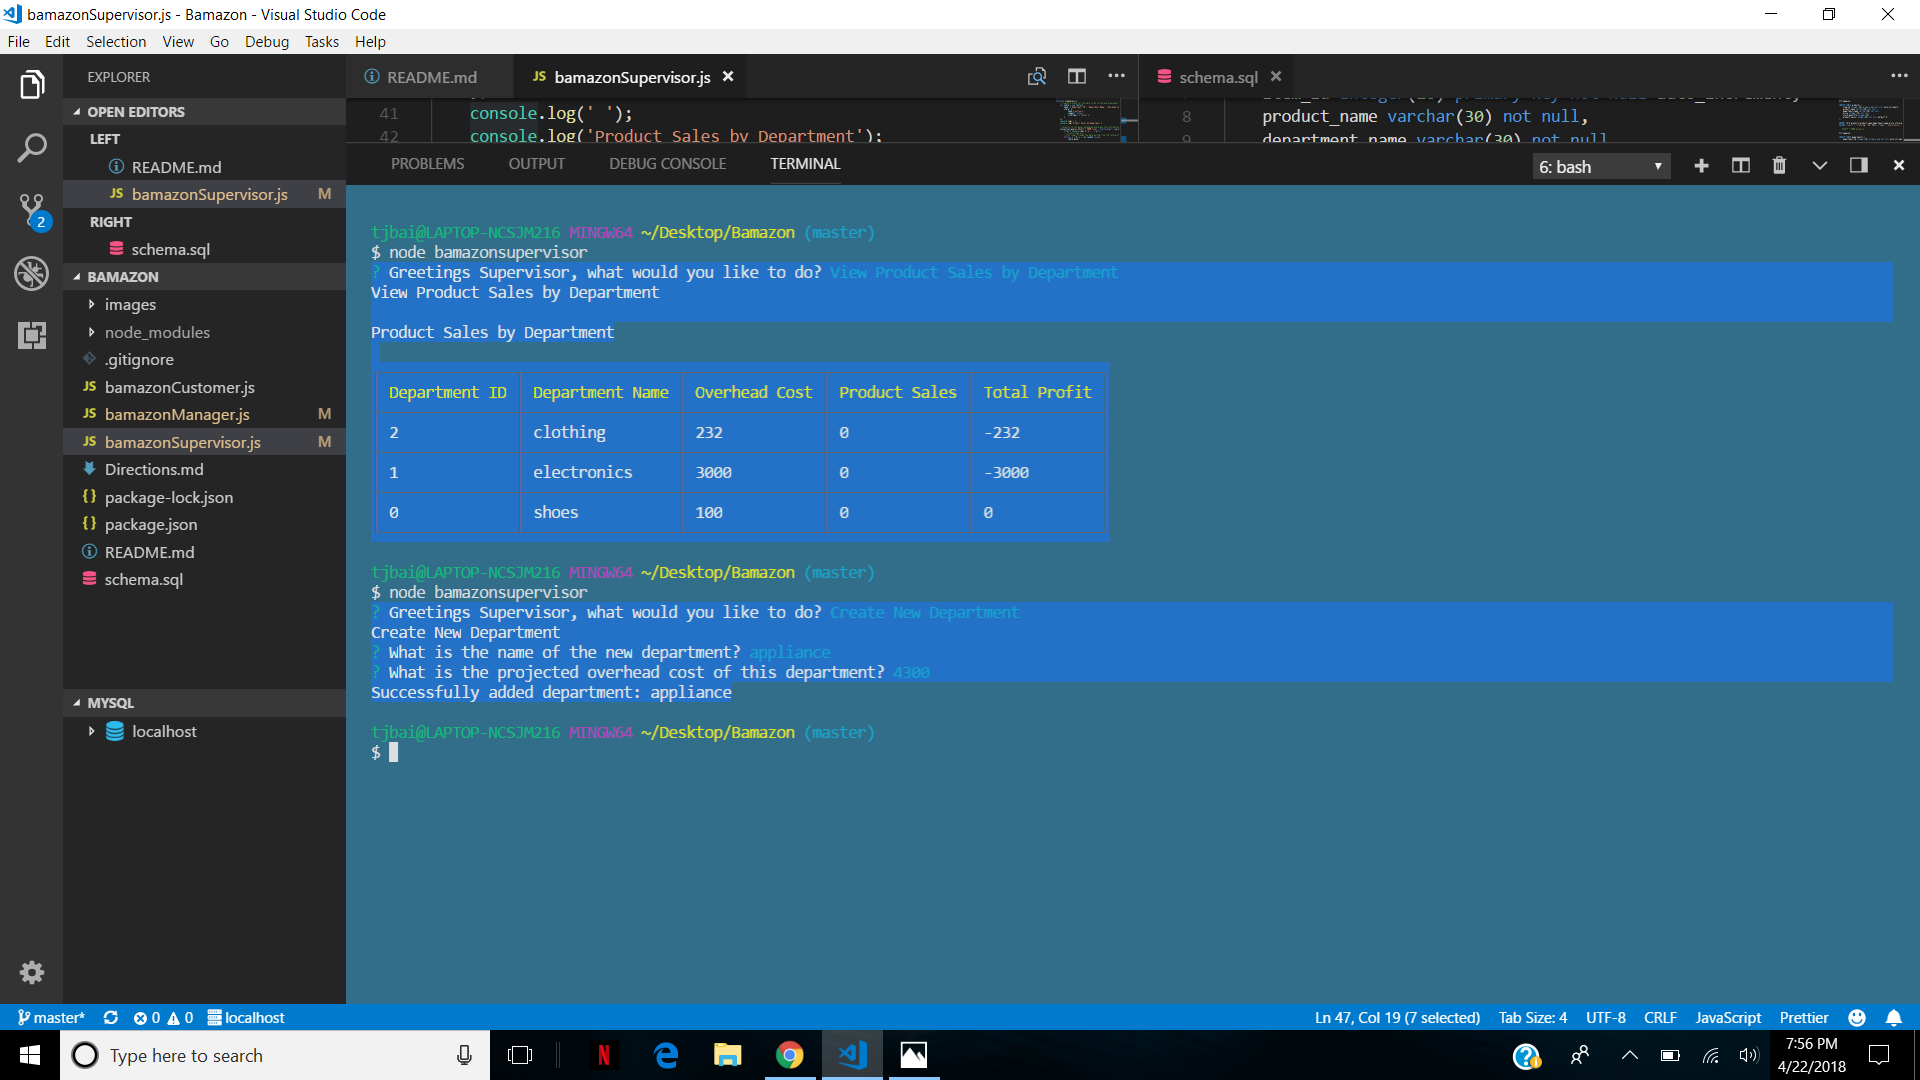 bamazonSupervisor.js - Bamazon - Visual Studio Code
File Edit Selection View Go Debug Tasks Help
EXPLORER
OPEN EDITORS
LEFT
README.md
JS bamazonSupervisor.js M
2
RIGHT
schema.sql
BAMAZON
images
node_modules
.gitignore
JS bamazonCustomer.js
JS bamazonManager.js M
JS bamazonSupervisor.js M
Directions.md
{} package-lock.json
{} package.json
README.md
schema.sql
MYSQL
localhost
README.md JS bamazonSupervisor.js
41 console.log(' ');
42 console.log('Product Sales by Department');
schema.sql
8 product_name varchar(30) not null,
9 department_name varchar(30) not null
PROBLEMS OUTPUT DEBUG CONSOLE TERMINAL 6: bash
tjbai@LAPTOP-NCSJM216 MINGW64 ~/Desktop/Bamazon (master)
$ node bamazonsupervisor
? Greetings Supervisor, what would you like to do? View Product Sales by Department
View Product Sales by Department
Product Sales by Department
Department ID Department Name Overhead Cost Product Sales Total Profit
2 clothing 232 0 -232
1 electronics 3000 0 -3000
0 shoes 100 0 0
tjbai@LAPTOP-NCSJM216 MINGW64 ~/Desktop/Bamazon (master)
$ node bamazonsupervisor
? Greetings Supervisor, what would you like to do? Create New Department
Create New Department
? What is the name of the new department? appliance
? What is the projected overhead cost of this department? 4300
Successfully added department: appliance
tjbai@LAPTOP-NCSJM216 MINGW64 ~/Desktop/Bamazon (master)
$
master* 0 0 localhost Ln 47, Col 19 (7 selected) Tab Size: 4 UTF-8 CRLF JavaScript Prettier
Type here to search
7:56 PM
4/22/2018